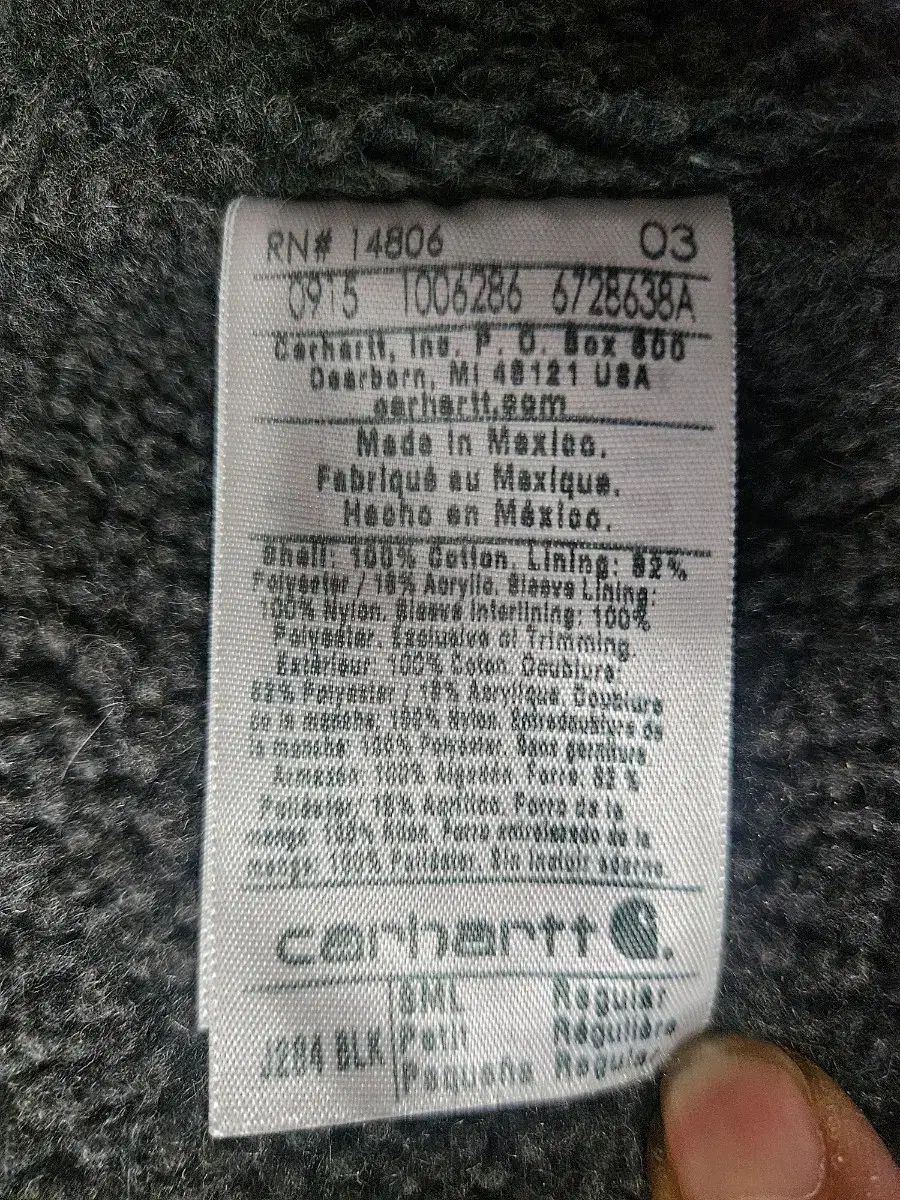 RN# 14806 03
0915 1006286 6728638A
Carhartt, Inc. P. O. Box 600
Dearborn, MI 48121 USA
carhartt.com
Made in Mexico.
Fabriqué au Mexique.
Hecho en México.
Shell: 100% Cotton. Lining: 82%
Polyester / 18% Acrylic. Sleeve Lining:
100% Nylon. Sleeve Interlining: 100%
Polyester. Exclusive of Trimming.
Extérieur: 100% Coton. Doublure:
82% Polyester / 18% Acrylique. Doublure
de la manche: 100% Nylon. Entredoublure de
la manche: 100% Polyester. Sans garniture
Armazón: 100% Algodón. Forro: 82%
Poliéster, 18% Acrílico. Forro de la
manga: 100% Nilón. Forro entrelazado de la
manga: 100% Poliéster. Sin incluir adorno
carhartt
J284 BLK SML Regular
Petit Régulière
Pequeña Regular